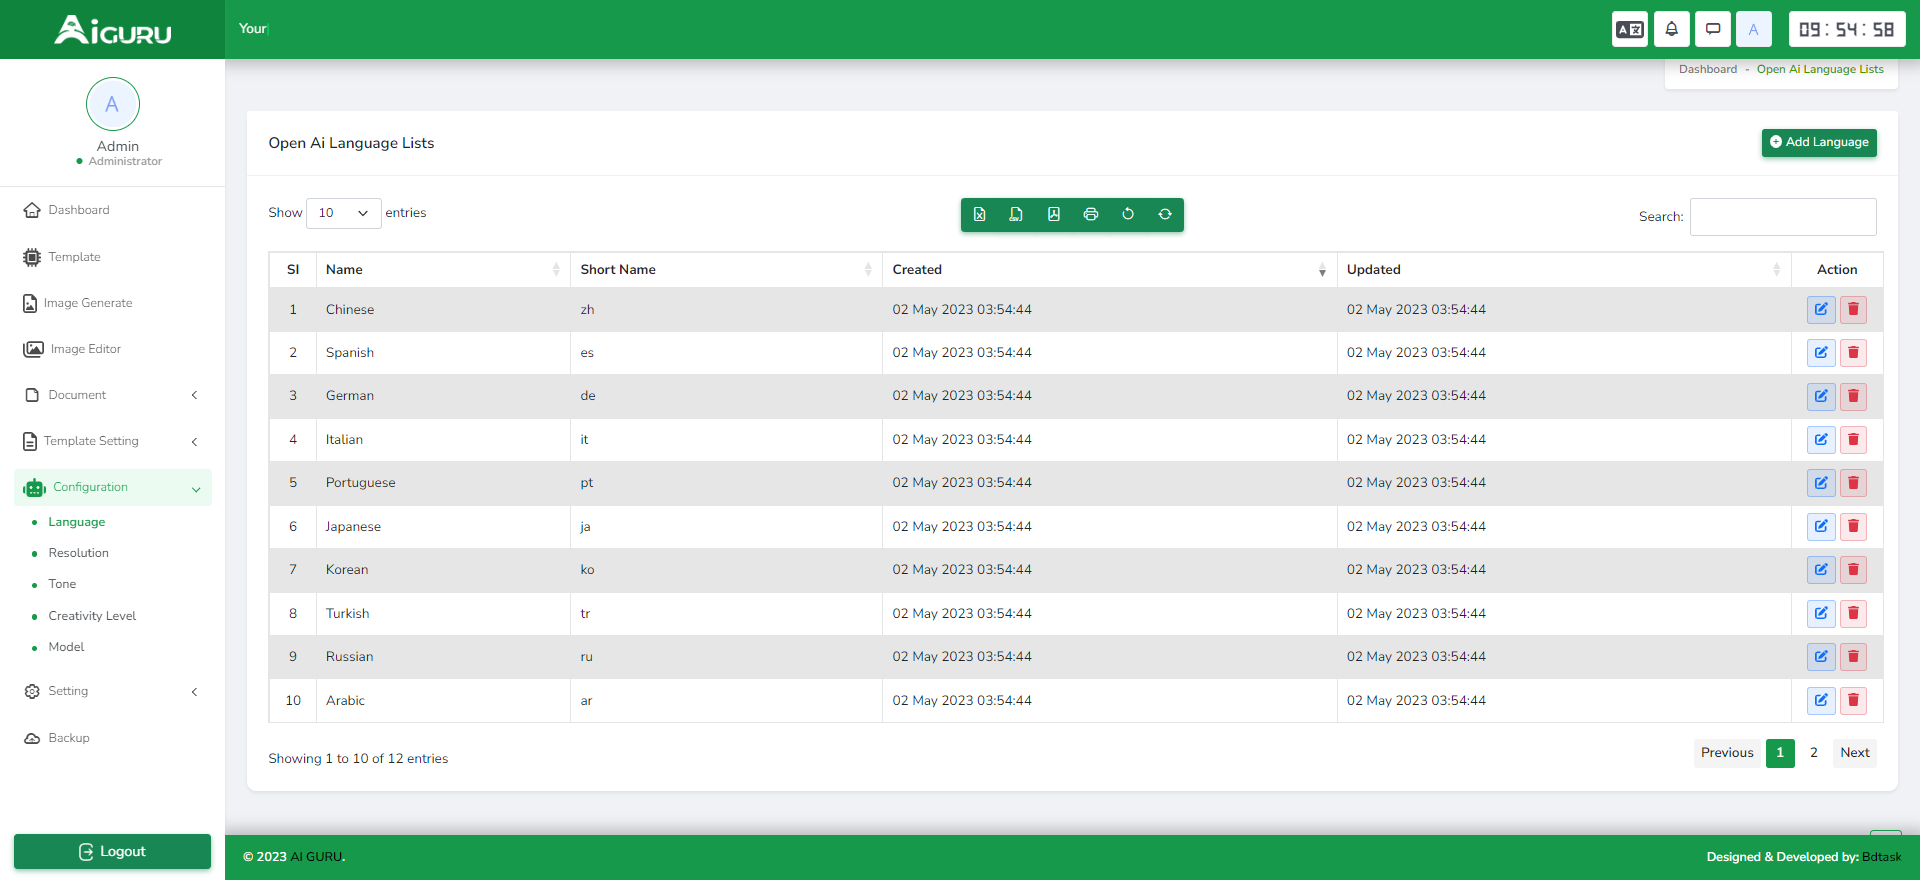 AiGURU
Your
A
09:54:58
Dashboard - Open Ai Language Lists
A
Admin
Administrator
Dashboard
Template
Image Generate
Image Editor
Document
Template Setting
Configuration
Language
Resolution
Tone
Creativity Level
Model
Setting
Backup
Logout
Open Ai Language Lists
Add Language
Show 10 entries
Search:
Sl Name Short Name Created Updated Action
1 Chinese zh 02 May 2023 03:54:44 02 May 2023 03:54:44
2 Spanish es 02 May 2023 03:54:44 02 May 2023 03:54:44
3 German de 02 May 2023 03:54:44 02 May 2023 03:54:44
4 Italian it 02 May 2023 03:54:44 02 May 2023 03:54:44
5 Portuguese pt 02 May 2023 03:54:44 02 May 2023 03:54:44
6 Japanese ja 02 May 2023 03:54:44 02 May 2023 03:54:44
7 Korean ko 02 May 2023 03:54:44 02 May 2023 03:54:44
8 Turkish tr 02 May 2023 03:54:44 02 May 2023 03:54:44
9 Russian ru 02 May 2023 03:54:44 02 May 2023 03:54:44
10 Arabic ar 02 May 2023 03:54:44 02 May 2023 03:54:44
Showing 1 to 10 of 12 entries
Previous 1 2 Next
© 2023 AI GURU.
Designed & Developed by: Bdtask